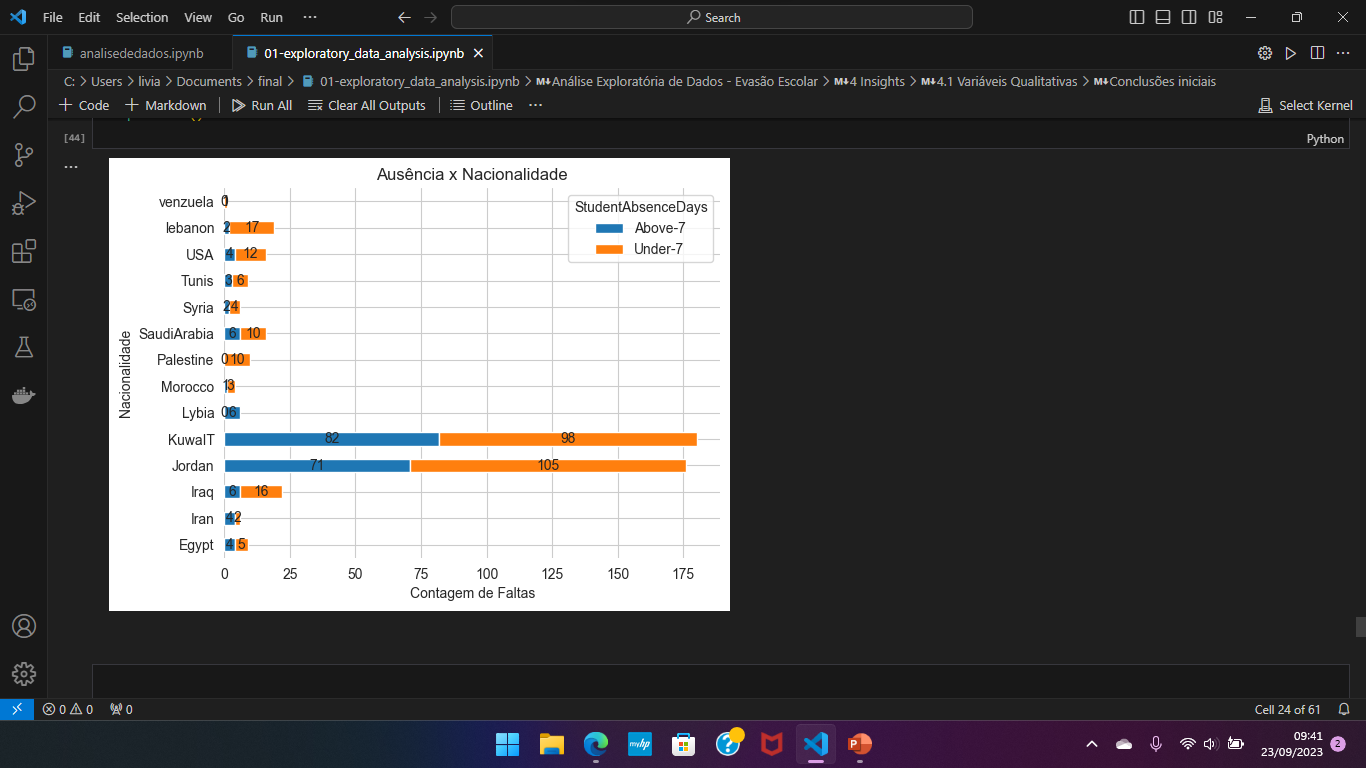 File Edit Selection View Go Run ··· Search
analisededados.ipynb 01-exploratory_data_analysis.ipynb
C: > Users > livia > Documents > final > 01-exploratory_data_analysis.ipynb > Análise Exploratória de Dados - Evasão Escolar > 4 Insights > 4.1 Variáveis Qualitativas > Conclusões iniciais
+ Code + Markdown Run All Clear All Outputs Outline ··· Select Kernel
[44] Python
Ausência x Nacionalidade
StudentAbsenceDays
Above-7
Under-7
Nacionalidade
venzuela 0
lebanon 2 17
USA 4 12
Tunis 3 6
Syria 2 4
SaudiArabia 6 10
Palestine 0 10
Morocco 1 3
Lybia 0 6
KuwaIT 82 98
Jordan 71 105
Iraq 6 16
Iran 4 2
Egypt 4 5
0 25 50 75 100 125 150 175
Contagem de Faltas
0 0 0 Cell 24 of 61
myhp
09:41
23/09/2023 2